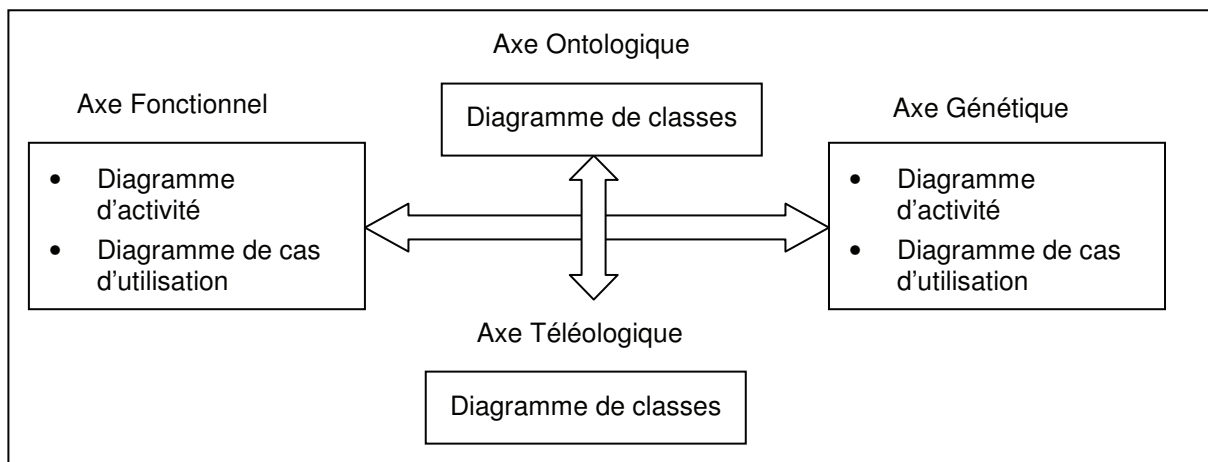 Axe Ontologique
Diagramme de classes
Axe Fonctionnel
• Diagramme
d’activité
• Diagramme de cas
d’utilisation
Axe Génétique
• Diagramme
d’activité
• Diagramme de cas
d’utilisation
Axe Téléologique
Diagramme de classes